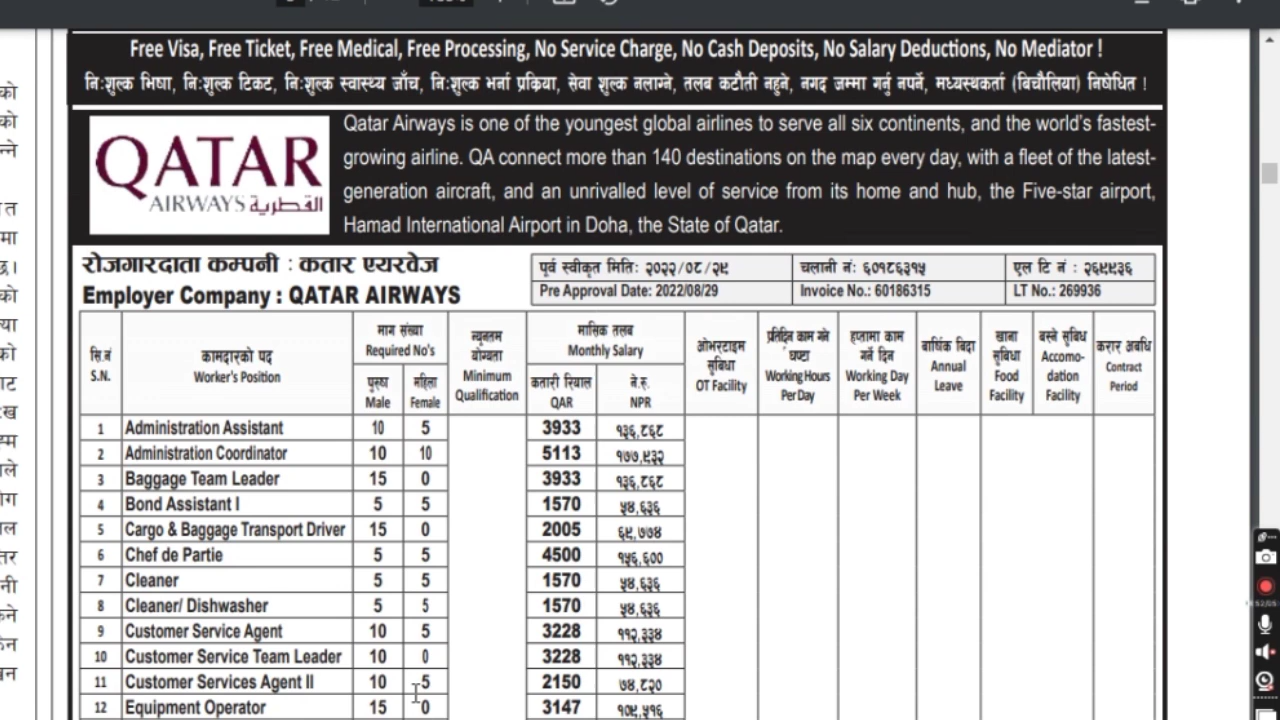 Free Visa, Free Ticket, Free Medical, Free Processing, No Service Charge, No Cash Deposits, No Salary Deductions, No Mediator !
निःशुल्क भिषा, निःशुल्क टिकट, निःशुल्क स्वास्थ्य जाँच, निःशुल्क भर्ना प्रक्रिया, सेवा शुल्क नलाग्ने, तलब कटौती नहुने, नगद जम्मा गर्नु नपर्ने, मध्यस्थकर्ता (बिचौलिया) निषेधित !
QATAR
AIRWAYS القطرية
Qatar Airways is one of the youngest global airlines to serve all six continents, and the world's fastest-
growing airline. QA connect more than 140 destinations on the map every day, with a fleet of the latest-
generation aircraft, and an unrivalled level of service from its home and hub, the Five-star airport,
Hamad International Airport in Doha, the State of Qatar.
रोजगारदाता कम्पनी : कतार एयरवेज
Employer Company : QATAR AIRWAYS
पूर्व स्वीकृत मितिः २०२२/०८/२९ चलानी नंः ६०१८६३१५ एल टि नं : २६९९३६
Pre Approval Date: 2022/08/29 Invoice No.: 60186315 LT No.: 269936
सि.नं
S.N.
कामदारको पद
Worker's Position
माग संख्या
Required No's
पुरुष
Male
महिला
Female
न्यूनतम
योग्यता
Minimum
Qualification
मासिक तलब
Monthly Salary
कतारी रियाल
QAR
ने.रु.
NPR
ओभरटाइम
सुविधा
OT Facility
प्रतिदिन काम गर्ने
घण्टा
Working Hours
Per Day
हप्तामा काम
गर्ने दिन
Working Day
Per Week
बार्षिक बिदा
Annual
Leave
खाना
सुबिधा
Food
Facility
बस्ने सुबिधा
Accomo-
dation
Facility
करार अवधि
Contract
Period
1 Administration Assistant 10 5 3933 १३६,८६८
2 Administration Coordinator 10 10 5113 १७७,९३२
3 Baggage Team Leader 15 0 3933 १३६,८६८
4 Bond Assistant I 5 5 1570 ५४,६३६
5 Cargo & Baggage Transport Driver 15 0 2005 ६९,७७४
6 Chef de Partie 5 5 4500 १५६,६००
7 Cleaner 5 5 1570 ५४,६३६
8 Cleaner/ Dishwasher 5 5 1570 ५४,६३६
9 Customer Service Agent 10 5 3228 ११२,३३४
10 Customer Service Team Leader 10 0 3228 ११२,३३४
11 Customer Services Agent II 10 5 2150 ७४,८२०
12 Equipment Operator 15 0 3147 १०९,५१६